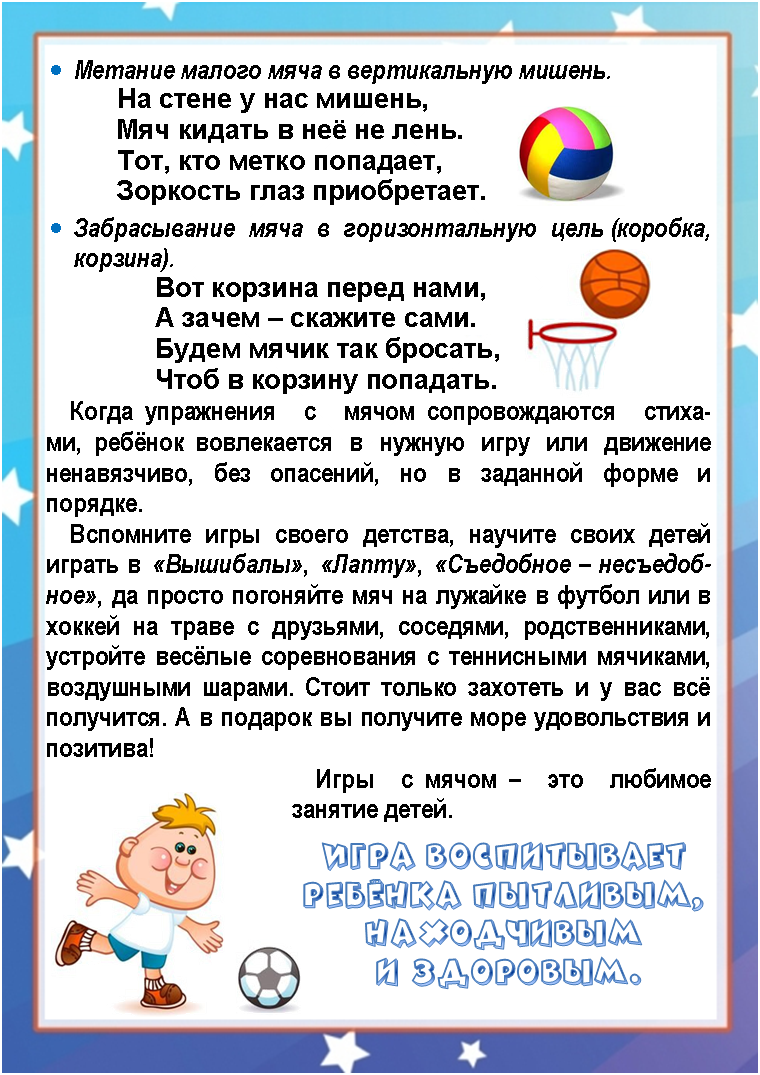 • Метание малого мяча в вертикальную мишень.
На стене у нас мишень,
Мяч кидать в неё не лень.
Тот, кто метко попадает,
Зоркость глаз приобретает.
• Забрасывание мяча в горизонтальную цель (коробка,
корзина).
Вот корзина перед нами,
А зачем – скажите сами.
Будем мячик так бросать,
Чтоб в корзину попадать.
Когда упражнения с мячом сопровождаются стиха-
ми, ребёнок вовлекается в нужную игру или движение
ненавязчиво, без опасений, но в заданной форме и
порядке.
Вспомните игры своего детства, научите своих детей
играть в «Вышибалы», «Лапту», «Съедобное – несъедоб-
ное», да просто погоняйте мяч на лужайке в футбол или в
хоккей на траве с друзьями, соседями, родственниками,
устройте весёлые соревнования с теннисными мячиками,
воздушными шарами. Стоит только захотеть и у вас всё
получится. А в подарок вы получите море удовольствия и
позитива!
Игры с мячом – это любимое
занятие детей.
ИГРА ВОСПИТЫВАЕТ
РЕБЁНКА ПЫТЛИВЫМ,
НАХОДЧИВЫМ
И ЗДОРОВЫМ.